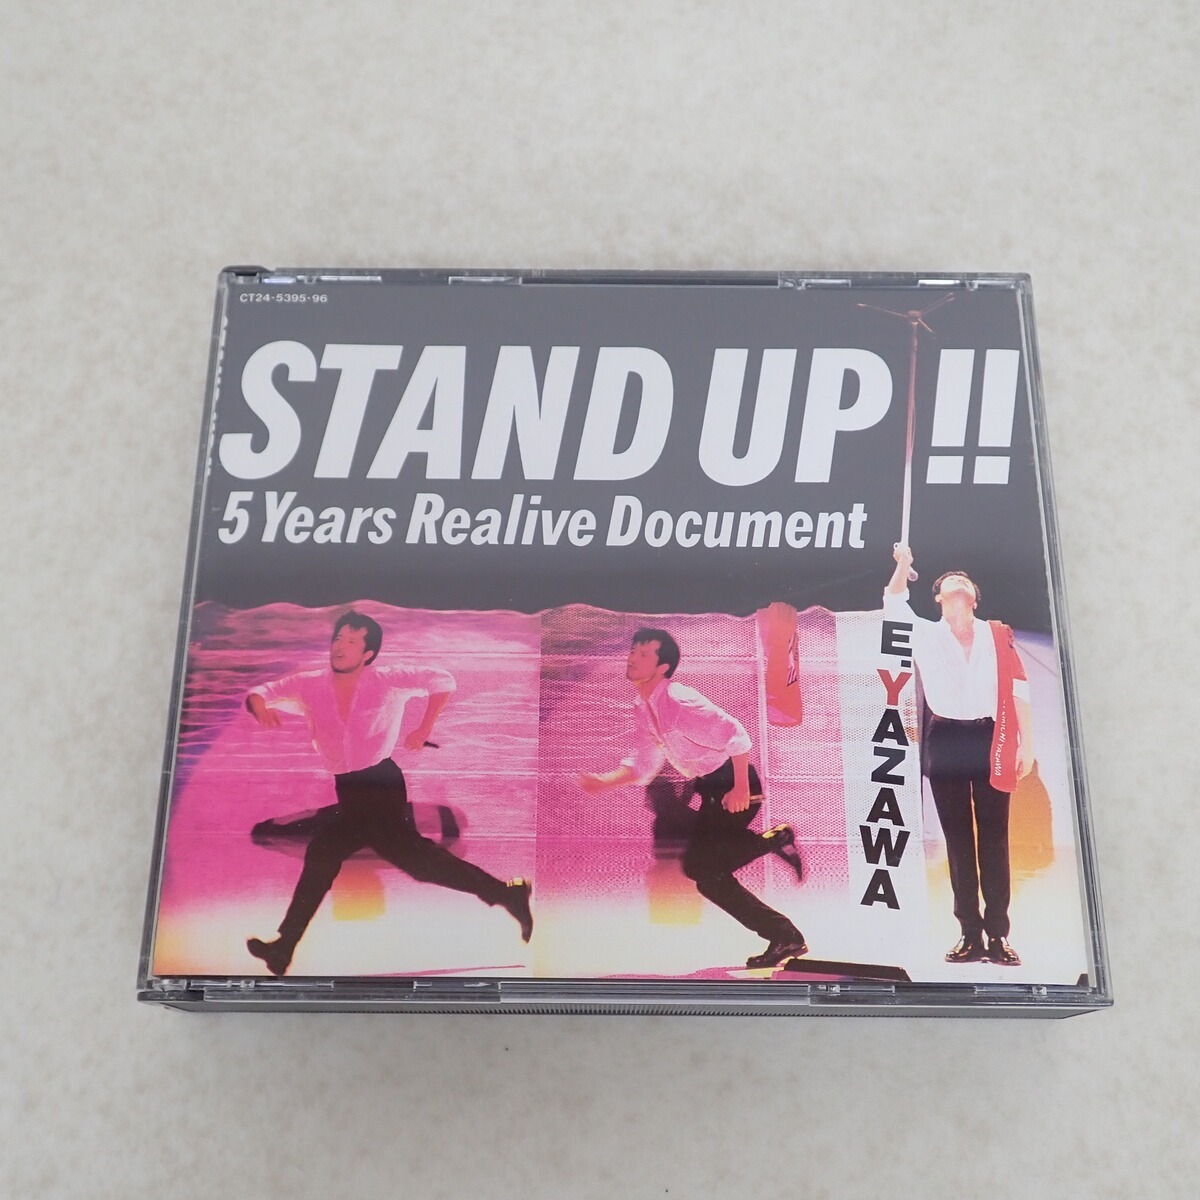 CT24-5395·96
STAND UP!!
5 Years Realive Document
E.YAZAWA